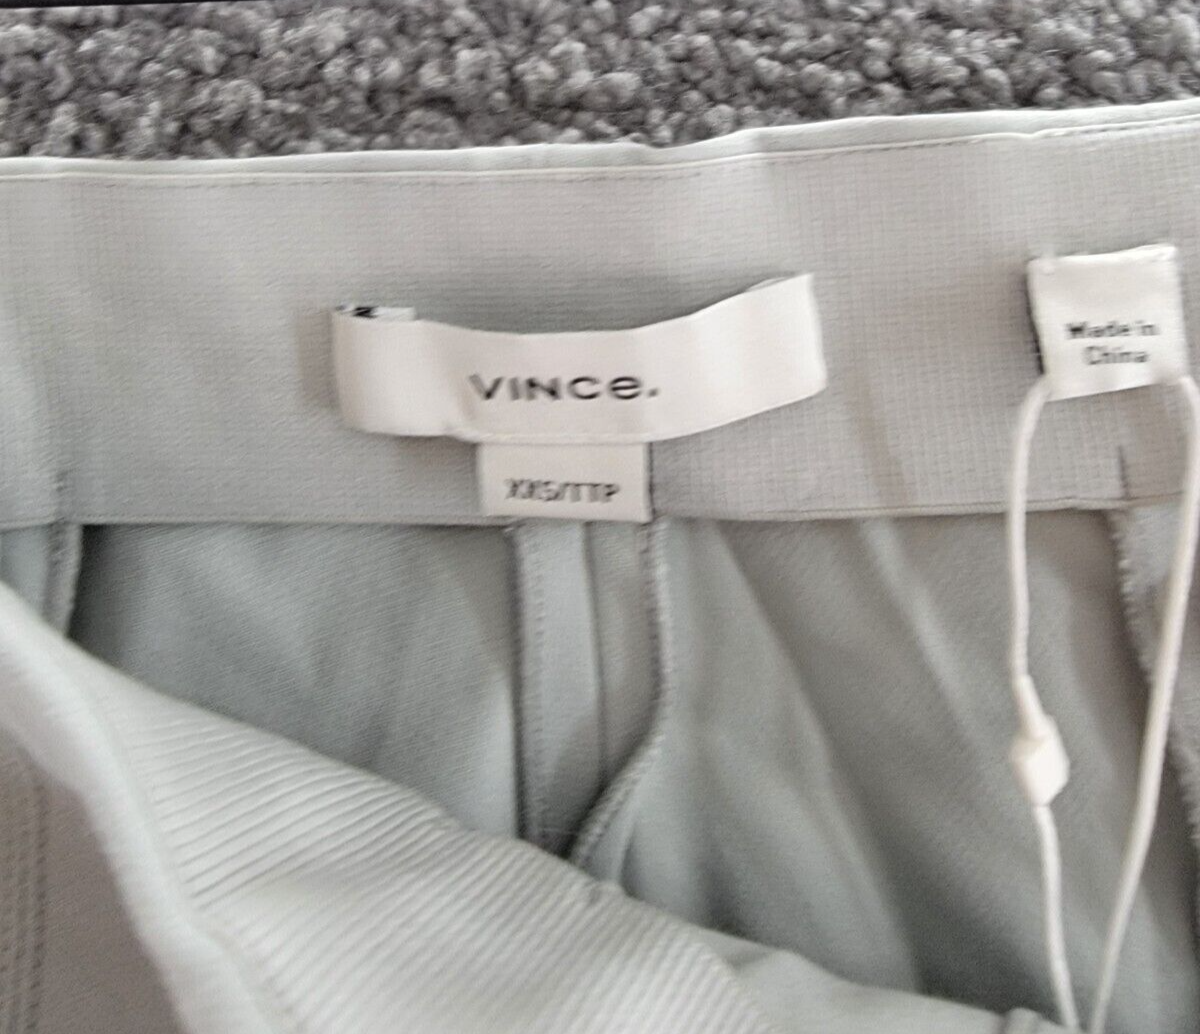 VINCe.
XXS/TTP
Made in
China